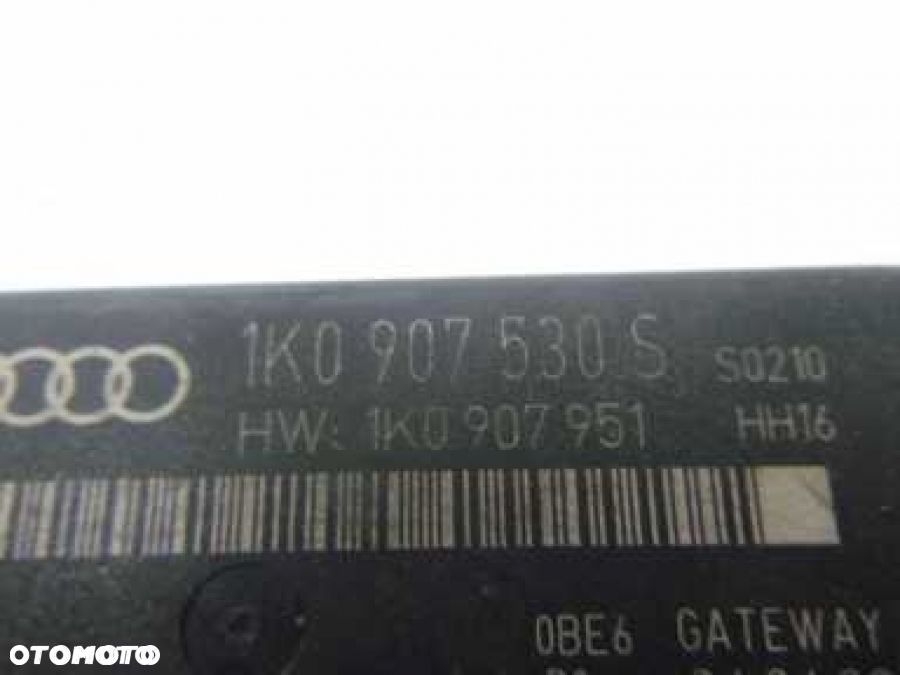 1K0 907 530 S S0210
HW: 1K0 907 951 HH16
0BE6 GATEWAY
OTOMOTO